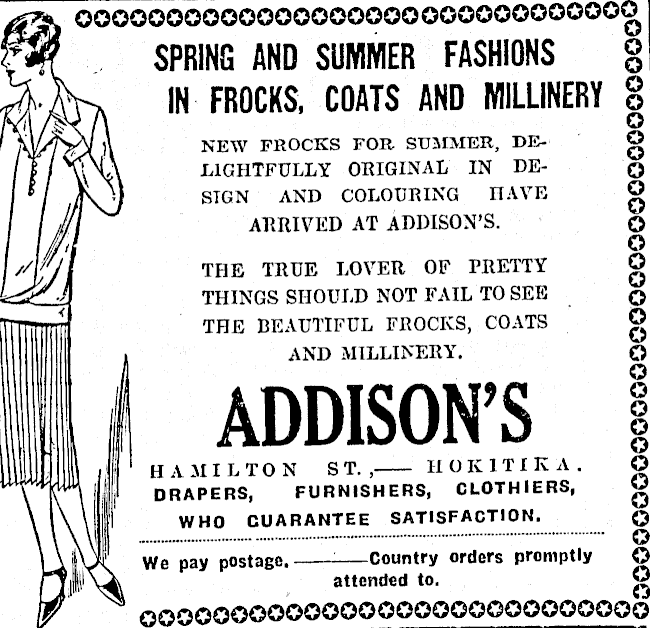 SPRING AND SUMMER FASHIONS
IN FROCKS, COATS AND MILLINERY
NEW FROCKS FOR SUMMER, DE-
LIGHTFULLY ORIGINAL IN DE-
SIGN AND COLOURING HAVE
ARRIVED AT ADDISON'S.
THE TRUE LOVER OF PRETTY
THINGS SHOULD NOT FAIL TO SEE
THE BEAUTIFUL FROCKS, COATS
AND MILLINERY.
ADDISON'S
HAMILTON ST.,—— HOKITIKA.
DRAPERS, FURNISHERS, CLOTHIERS,
WHO GUARANTEE SATISFACTION.
We pay postage. ———Country orders promptly
attended to.